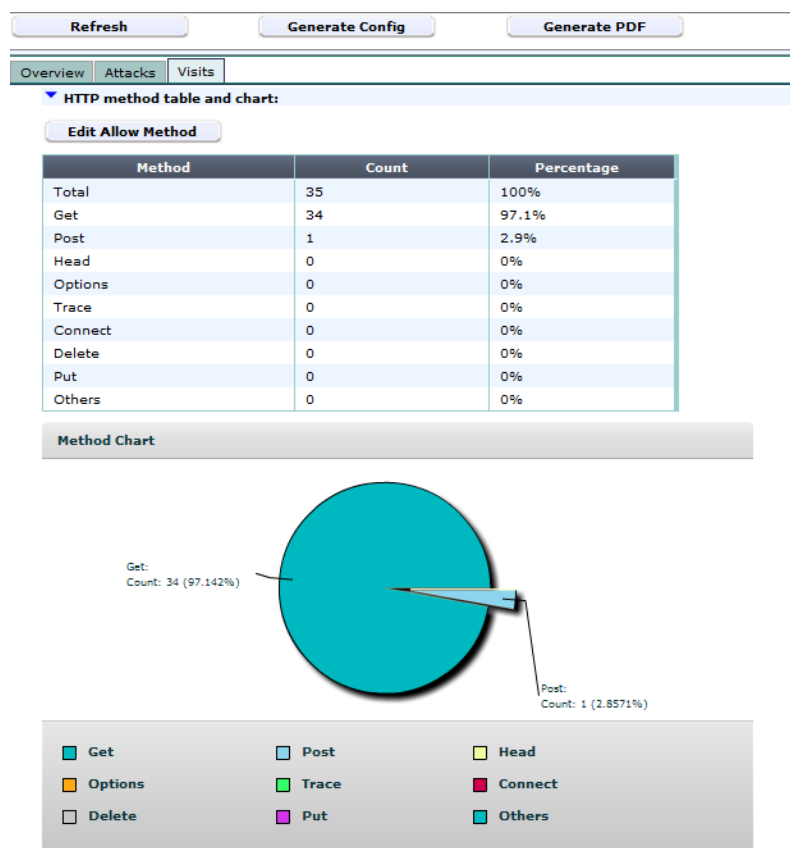 Refresh Generate Config Generate PDF
Overview Attacks Visits
HTTP method table and chart:
Edit Allow Method
Method Count Percentage
Total 35 100%
Get 34 97.1%
Post 1 2.9%
Head 0 0%
Options 0 0%
Trace 0 0%
Connect 0 0%
Delete 0 0%
Put 0 0%
Others 0 0%
Method Chart
Get:
Count: 34 (97.142%)
Post:
Count: 1 (2.8571%)
Get Post Head
Options Trace Connect
Delete Put Others